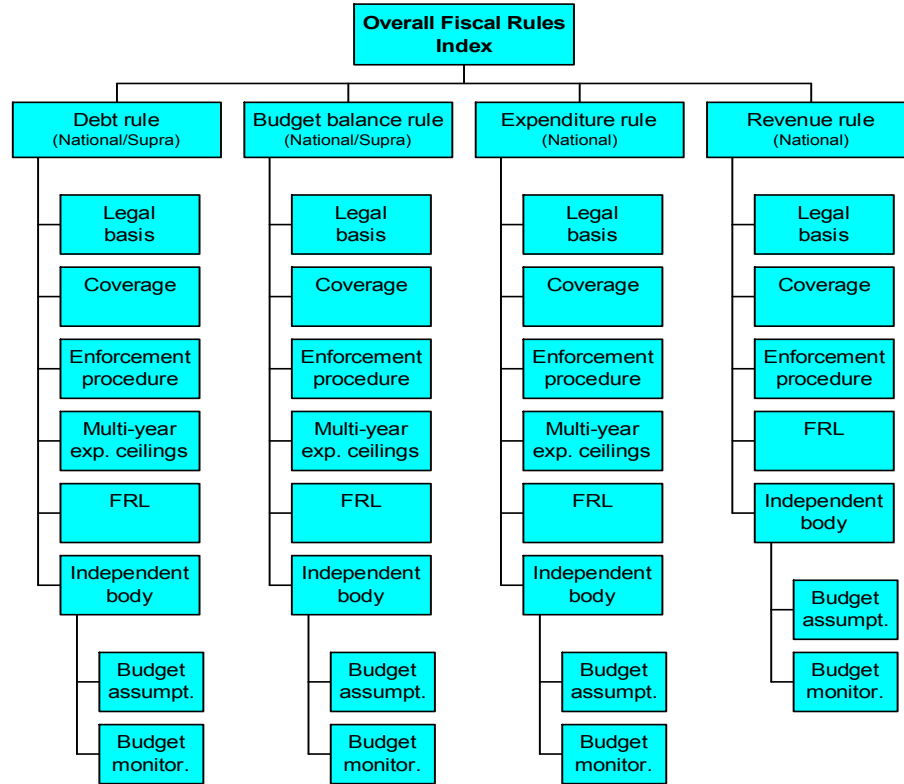 Overall Fiscal Rules
Index
Debt rule
(National/Supra)
Budget balance rule
(National/Supra)
Expenditure rule
(National)
Revenue rule
(National)
Legal
basis
Coverage
Enforcement
procedure
Multi-year
exp. ceilings
FRL
Independent
body
Budget
assumpt.
Budget
monitor.
Legal
basis
Coverage
Enforcement
procedure
Multi-year
exp. ceilings
FRL
Independent
body
Budget
assumpt.
Budget
monitor.
Legal
basis
Coverage
Enforcement
procedure
Multi-year
exp. ceilings
FRL
Independent
body
Budget
assumpt.
Budget
monitor.
Legal
basis
Coverage
Enforcement
procedure
FRL
Independent
body
Budget
assumpt.
Budget
monitor.